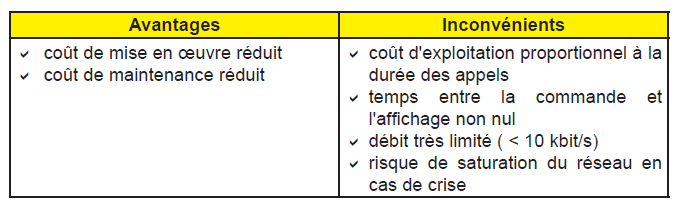 Avantages
Inconvénients
✓ coût de mise en œuvre réduit
✓ coût de maintenance réduit
✓ coût d'exploitation proportionnel à la
durée des appels
✓ temps entre la commande et
l'affichage non nul
✓ débit très limité ( < 10 kbit/s)
✓ risque de saturation du réseau en
cas de crise